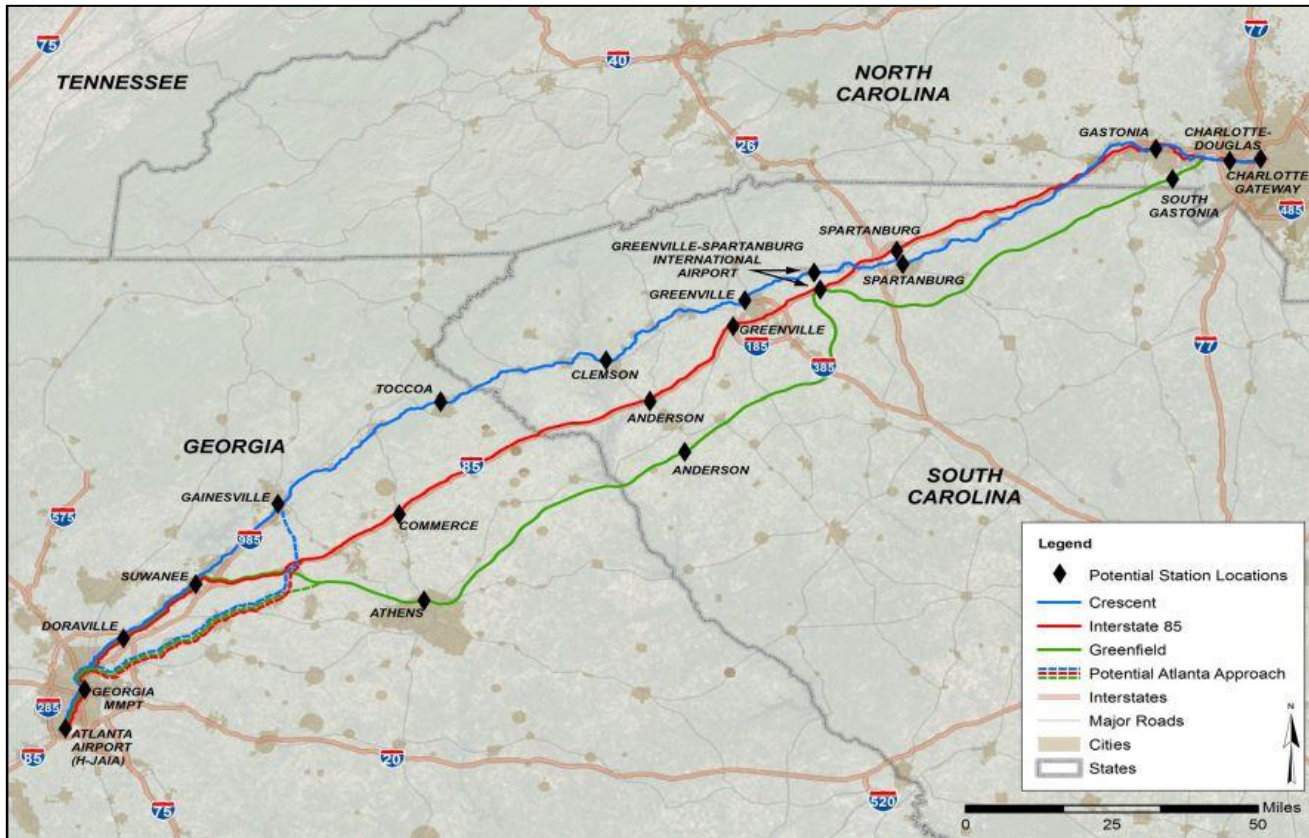 75
TENNESSEE
40
NORTH
CAROLINA
77
26
GASTONIA
CHARLOTTE-
DOUGLAS
CHARLOTTE
GATEWAY
SOUTH
GASTONIA
485
SPARTANBURG
GREENVILLE-SPARTANBURG
INTERNATIONAL
AIRPORT
SPARTANBURG
GREENVILLE
GREENVILLE
185
385
77
CLEMSON
TOCCOA
ANDERSON
ANDERSON
GEORGIA
85
SOUTH
CAROLINA
GAINESVILLE
COMMERCE
575
985
SUWANEE
ATHENS
DORAVILLE
GEORGIA
MMPT
285
ATLANTA
AIRPORT
(H-JAIA)
85
20
75
520
Legend
Potential Station Locations
Crescent
Interstate 85
Greenfield
Potential Atlanta Approach
Interstates
Major Roads
Cities
States
N
Miles
0 25 50